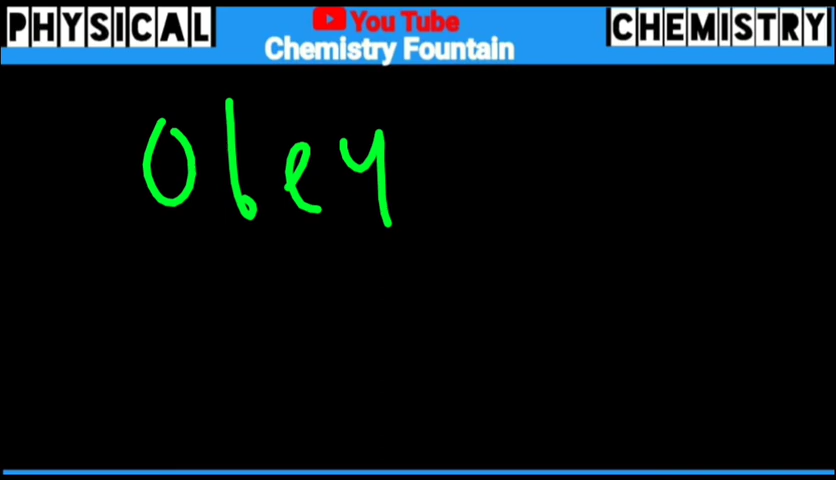 PHYSICAL
You Tube
Chemistry Fountain
CHEMISTRY
Obey